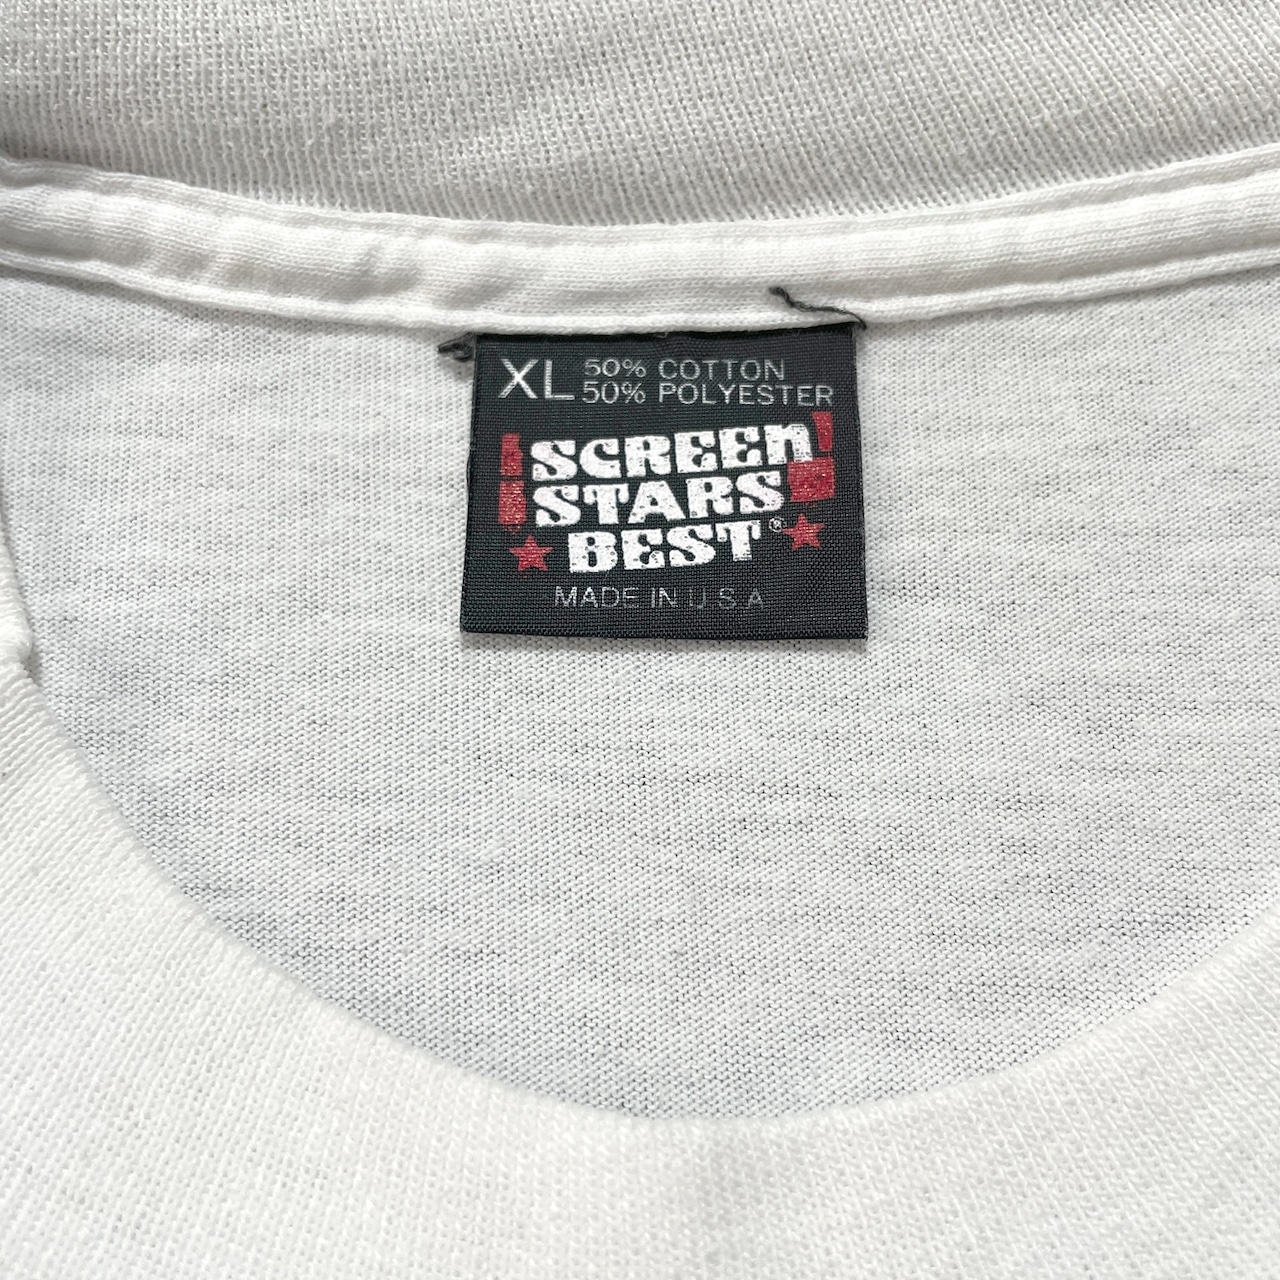 XL 50% COTTON
50% POLYESTER
SCREEn
STARS
BEST®
MADE IN U S A